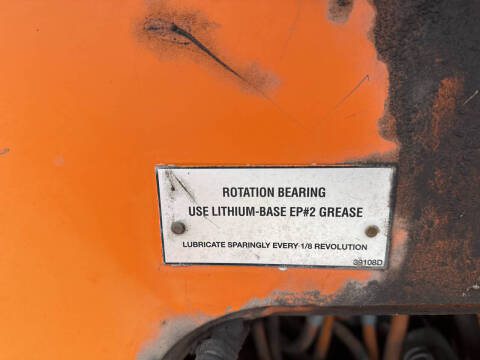 ROTATION BEARING
USE LITHIUM-BASE EP#2 GREASE
LUBRICATE SPARINGLY EVERY 1/8 REVOLUTION
39108D